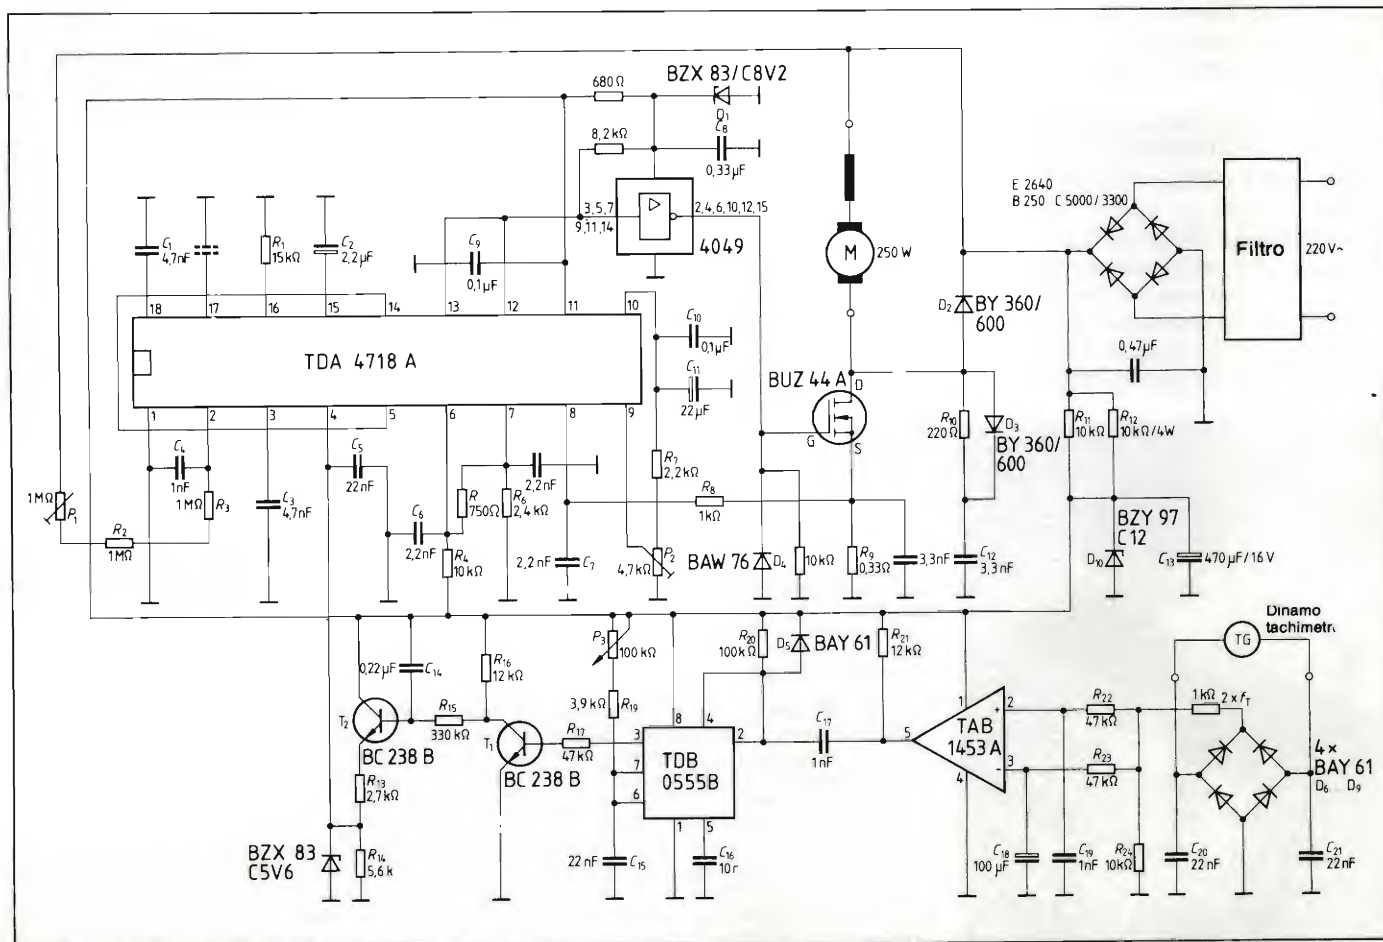 BZX 83/C8V2
680 Ω
D1
8,2kΩ
C8
0,33µF
E 2640
B 250 C 5000/3300
Filtro
220V~
3,5,7
9,11,14
2,4,6,10,12,15
4049
C1
4,7nF
R1
15kΩ
C2
2,2µF
C9
0,1µF
M
250 W
D2
BY 360/
600
18
17
16
15
14
13
12
11
10
TDA 4718 A
C10
0,1µF
C11
22µF
0,47µF
BUZ 44 A
D
G
S
1
2
3
4
5
6
7
8
9
R10
220Ω
D3
BY 360/
600
R11
10kΩ
R12
10kΩ/4W
C4
1nF
1MΩ
R3
C5
22nF
R
750Ω
R6
2,4kΩ
2,2nF
R7
2,2kΩ
R8
1kΩ
1MΩ
P1
R2
1MΩ
C3
4,7nF
C6
2,2nF
R4
10kΩ
2,2nF
C7
4,7kΩ
P2
BAW 76
D4
10kΩ
R9
0,33Ω
3,3nF
C12
3,3nF
BZY 97
C12
D10
C13
470µF/16V
Dinamo
TG
P3
100kΩ
R20
100kΩ
D5
BAY 61
R21
12kΩ
0,22µF
C14
R16
12kΩ
T2
R15
330kΩ
BC 238 B
T1
BC 238 B
R17
47kΩ
3,9kΩ
R19
8
4
3
7
6
2
1
5
TDB
0555B
C17
1nF
5
1
2
+
TAB
1453A
-
3
4
R22
47kΩ
1kΩ
2×fT
R23
47kΩ
4×
BAY 61
D6
D9
R13
2,7kΩ
BZX 83
C5V6
R14
5,6k
22nF
C15
C16
C18
100
µF
C19
1nF
R24
10kΩ
C20
22nF
C21
22nF